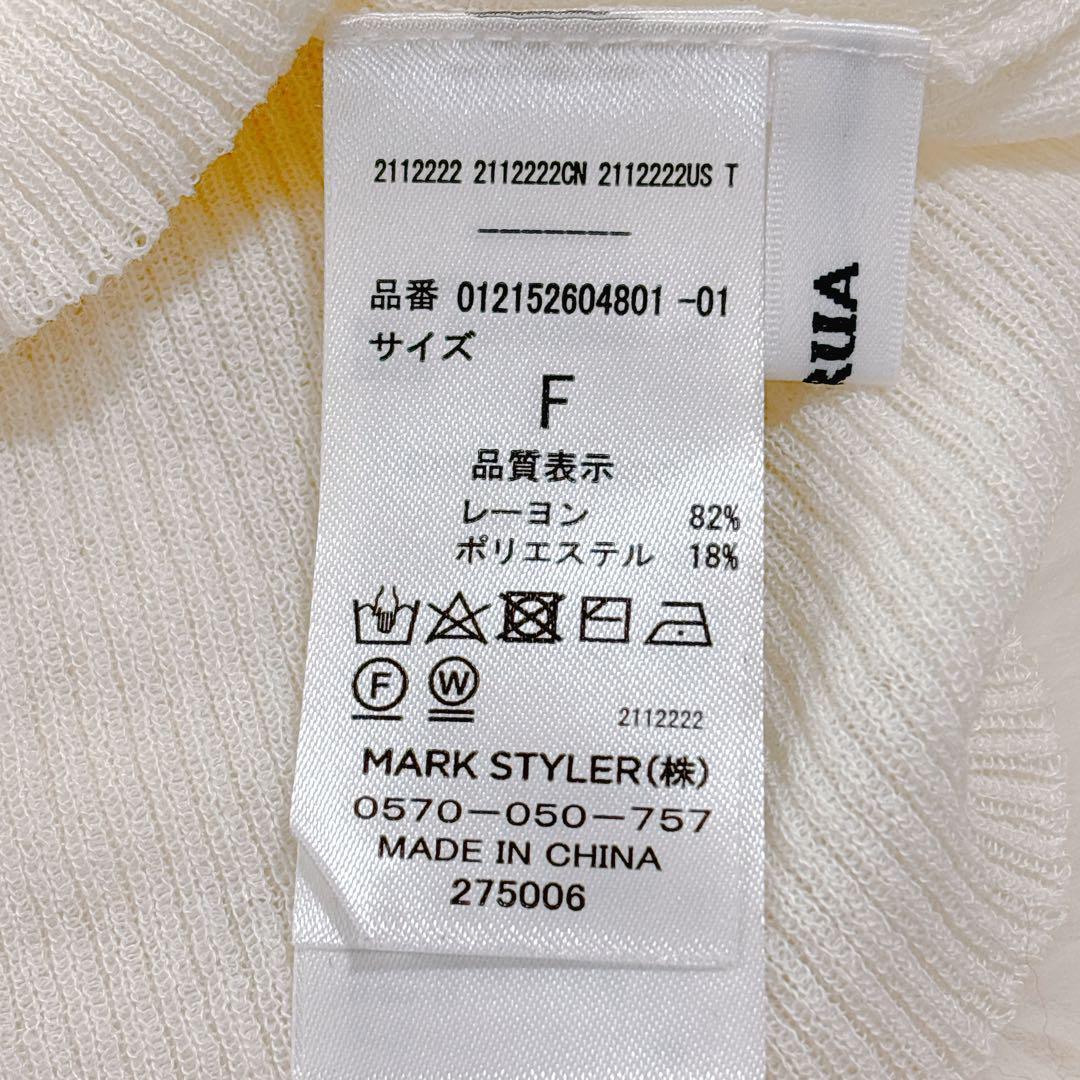 2112222 2112222CN 2112222US T
-------
品番 012152604801 -01
サイズ
F
品質表示
レーヨン 82%
ポリエステル 18%
F W
2112222
MARK STYLER(株)
0570-050-757
MADE IN CHINA
275006